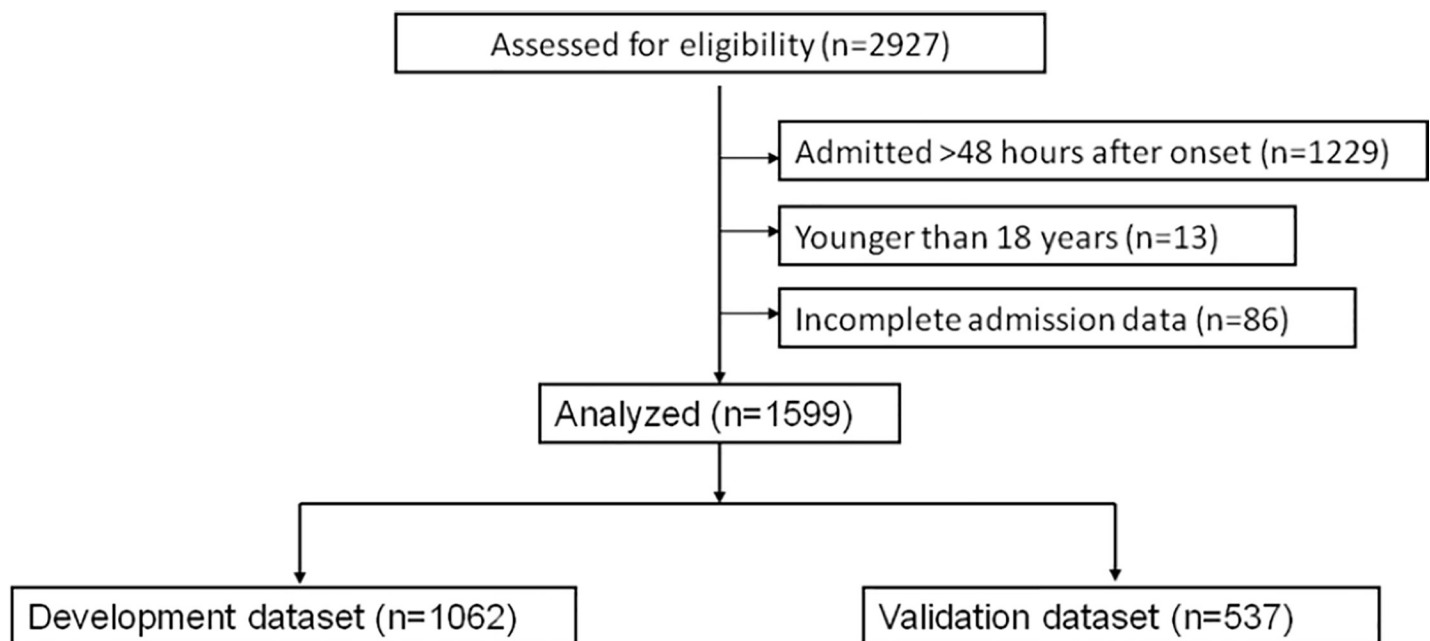 Assessed for eligibility (n=2927)
Admitted >48 hours after onset (n=1229)
Younger than 18 years (n=13)
Incomplete admission data (n=86)
Analyzed (n=1599)
Development dataset (n=1062)
Validation dataset (n=537)